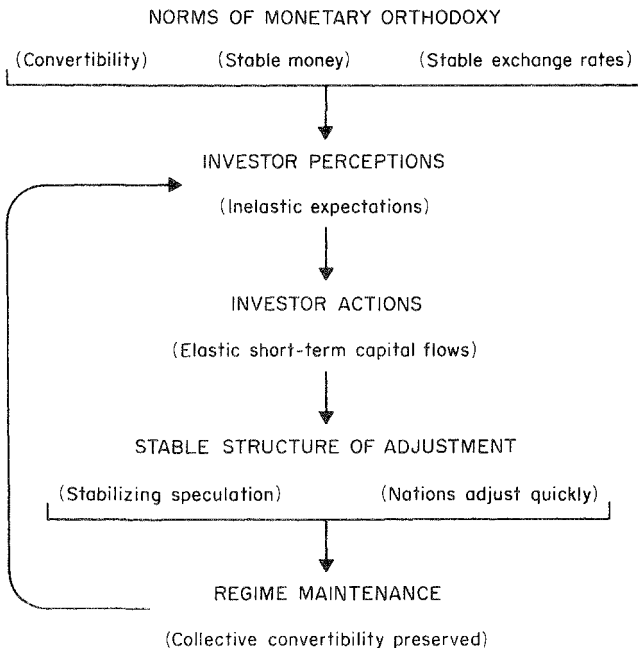 NORMS OF MONETARY ORTHODOXY
(Convertibility) (Stable money) (Stable exchange rates)
INVESTOR PERCEPTIONS
(Inelastic expectations)
INVESTOR ACTIONS
(Elastic short-term capital flows)
STABLE STRUCTURE OF ADJUSTMENT
(Stabilizing speculation) (Nations adjust quickly)
REGIME MAINTENANCE
(Collective convertibility preserved)